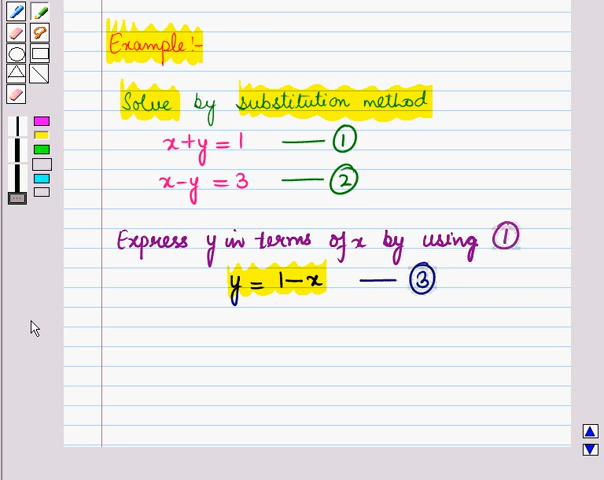 Example:-
Solve by substitution method
x+y = 1 —— ①
x-y = 3 —— ②
Express y in terms of x by using ①
y = 1-x —— ③